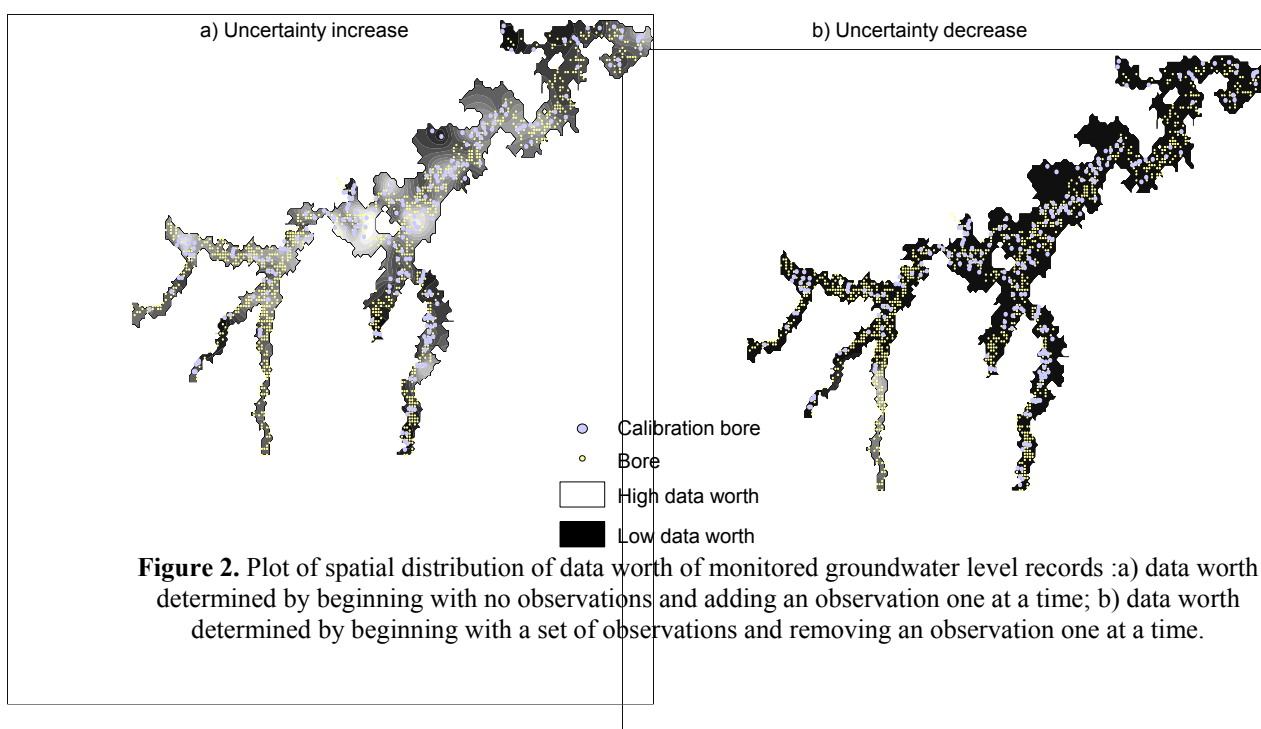 a) Uncertainty increase
b) Uncertainty decrease
Calibration bore
Bore
High data worth
Low data worth
Figure 2. Plot of spatial distribution of data worth of monitored groundwater level records :a) data worth
determined by beginning with no observations and adding an observation one at a time; b) data worth
determined by beginning with a set of observations and removing an observation one at a time.